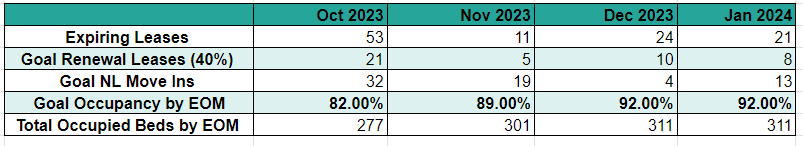 Oct 2023 Nov 2023 Dec 2023 Jan 2024
Expiring Leases 53 11 24 21
Goal Renewal Leases (40%) 21 5 10 8
Goal NL Move Ins 32 19 4 13
Goal Occupancy by EOM 82.00% 89.00% 92.00% 92.00%
Total Occupied Beds by EOM 277 301 311 311